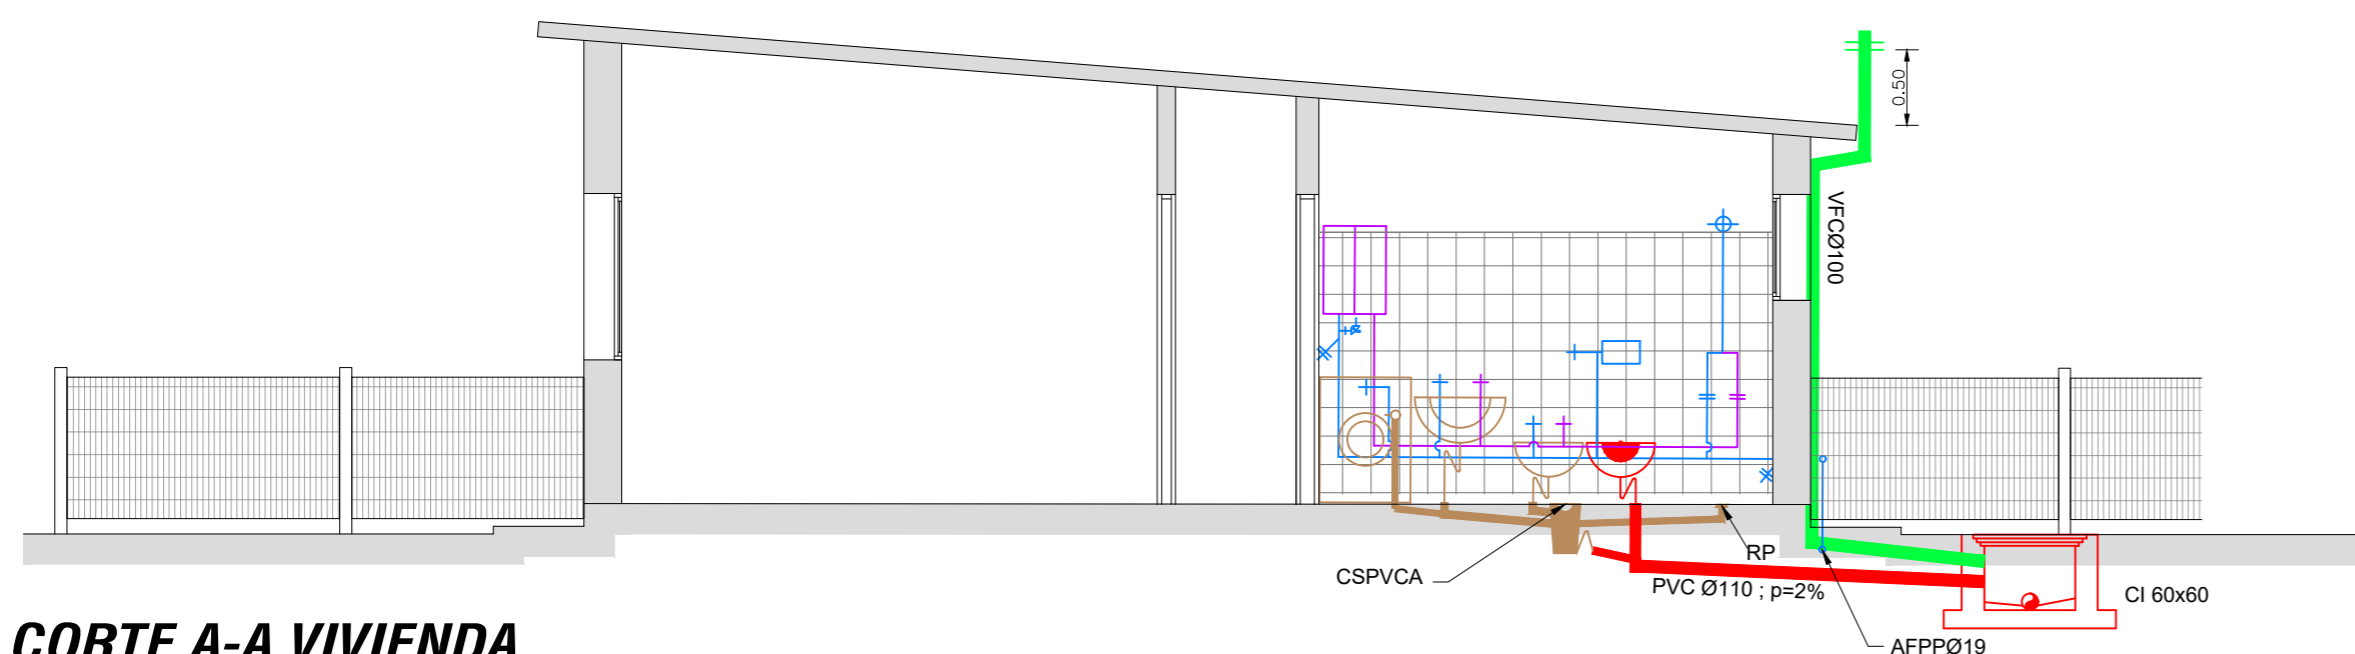 0.50
VFCØ100
RP
CSPVCA
PVC Ø110 ; p=2%
CI 60x60
AFPPØ19
CORTE A-A VIVIENDA